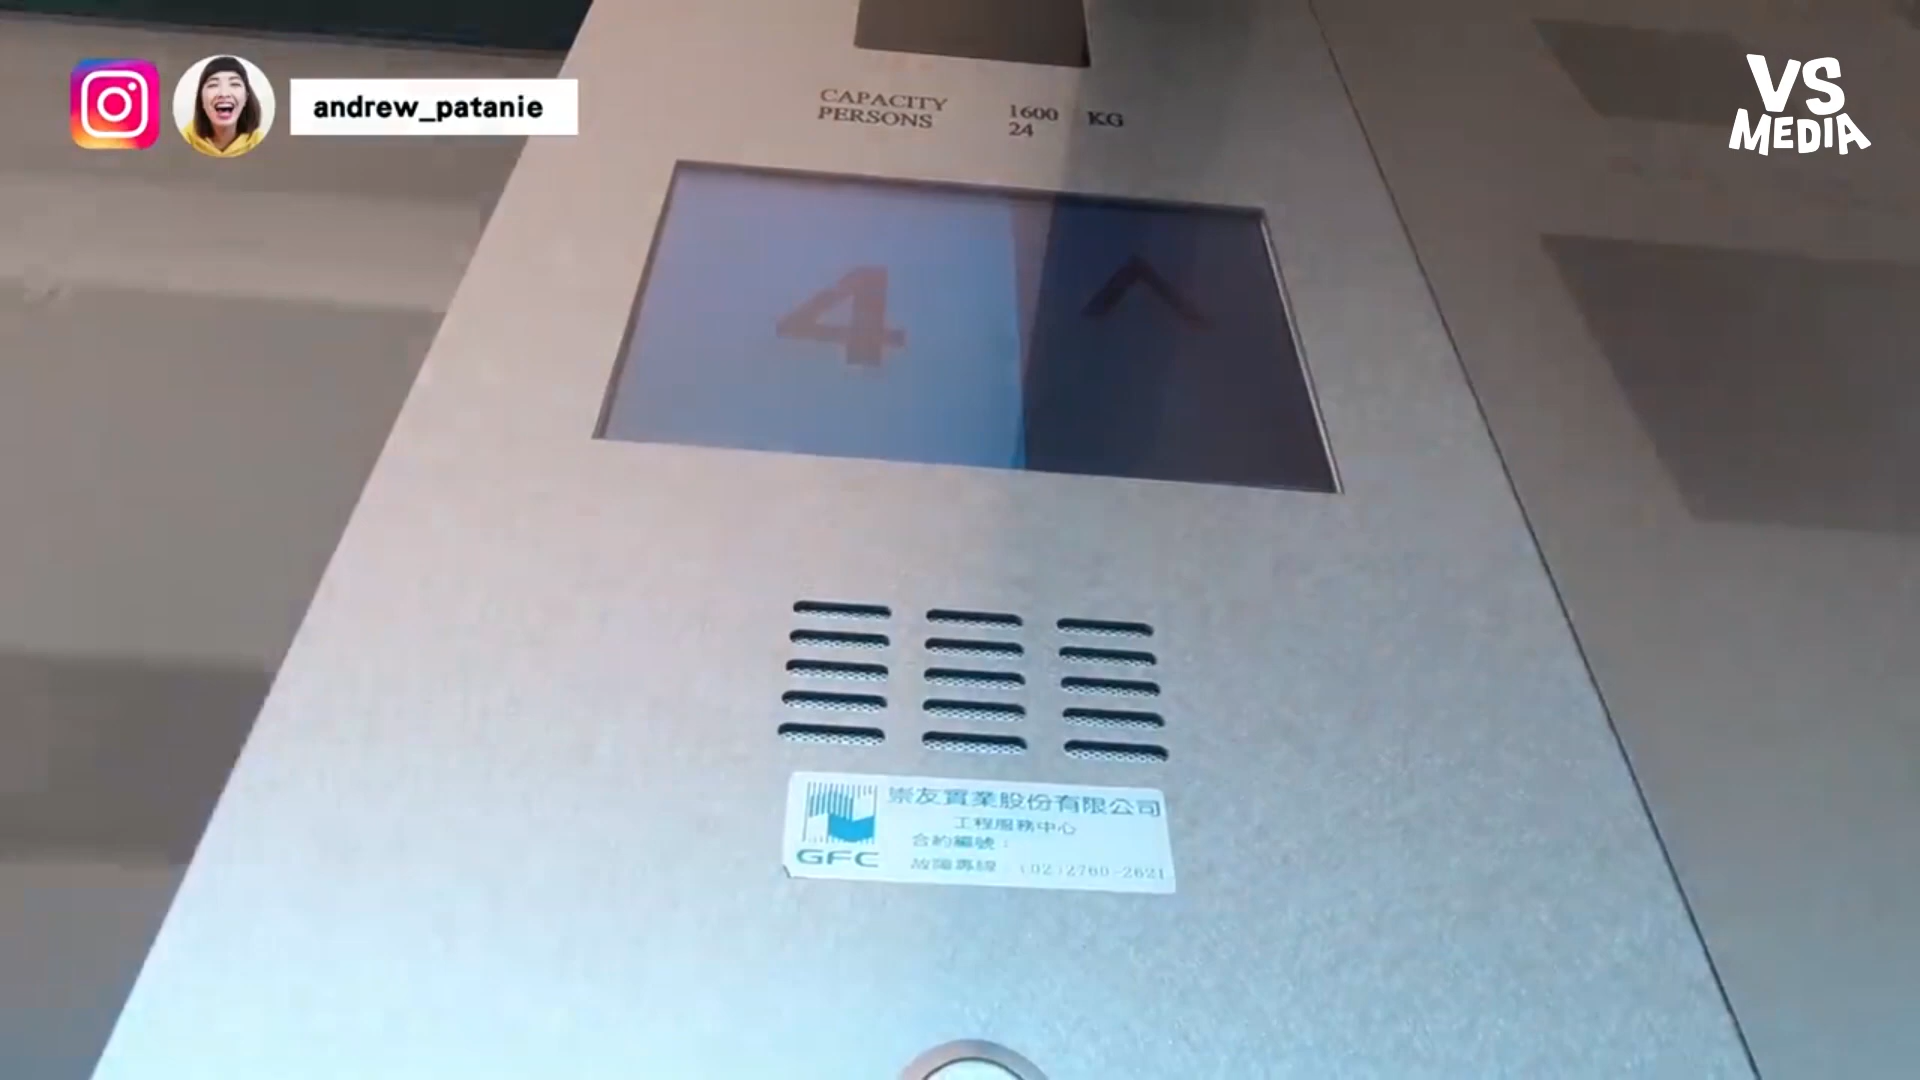 andrew_patanie
VS
MEDIA
CAPACITY 1600 KG
PERSONS 24
4
崇友實業股份有限公司
工程服務中心
合約編號：
GFC
故障專線 (02)2760-2621